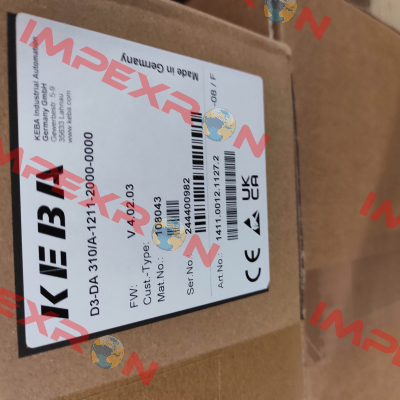 KEBA
KEBA Industrial Automation
Germany GmbH
Gewerbestr. 5-9
35633 Lahnau
www.keba.com
Made in Germany
D3-DA 310/A-1211-2000-0000
FW: V 4.02.03
Cust.-Type:
Mat.No.: 108043
Ser.No.: 244400982
Art.No.: 1411.0012.1127.2
-08 / F
CE
UK
CA
IMPEXRON
IMPEXRON